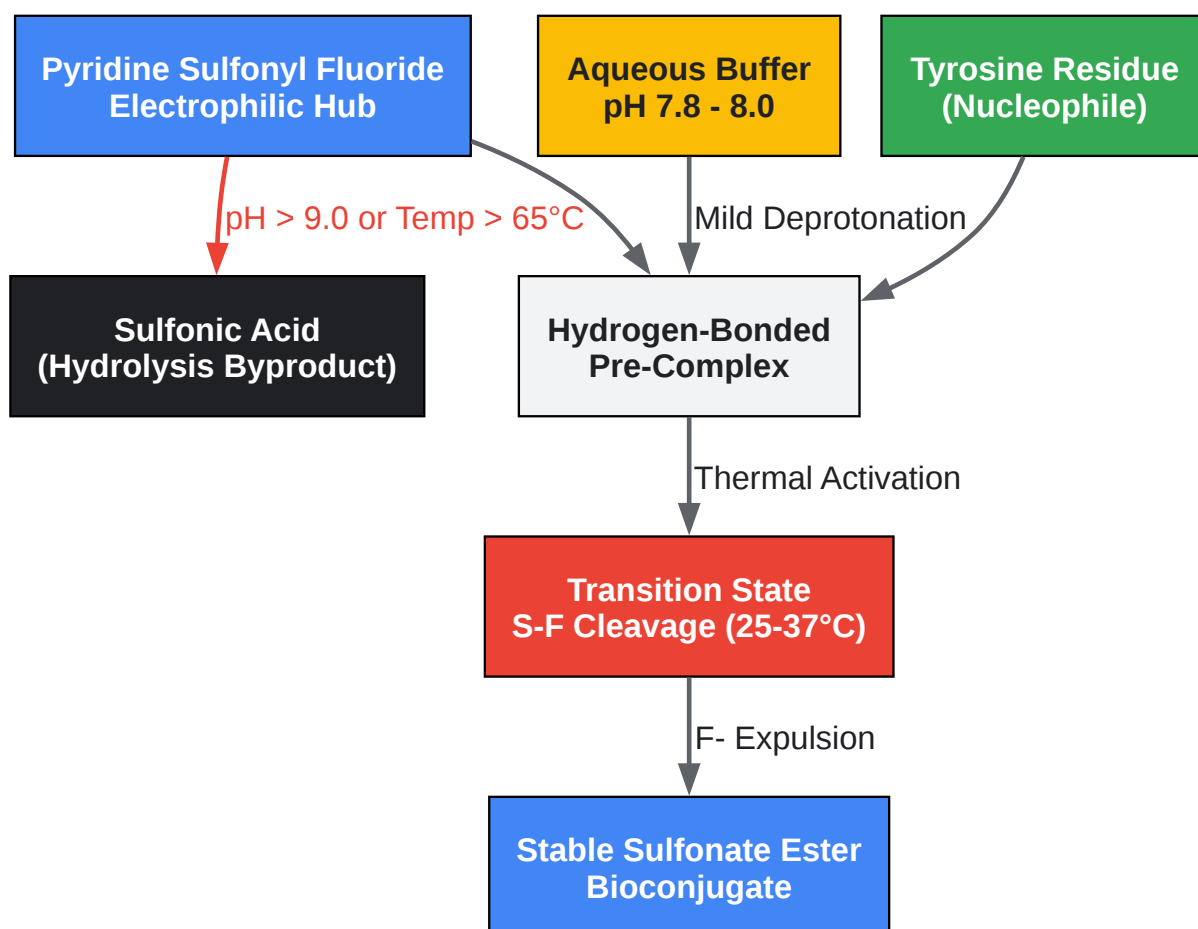 Pyridine Sulfonyl Fluoride
Electrophilic Hub
Aqueous Buffer
pH 7.8 - 8.0
Tyrosine Residue
(Nucleophile)
pH > 9.0 or Temp > 65°C
Mild Deprotonation
Sulfonic Acid
(Hydrolysis Byproduct)
Hydrogen-Bonded
Pre-Complex
Thermal Activation
Transition State
S-F Cleavage (25-37°C)
F- Expulsion
Stable Sulfonate Ester
Bioconjugate